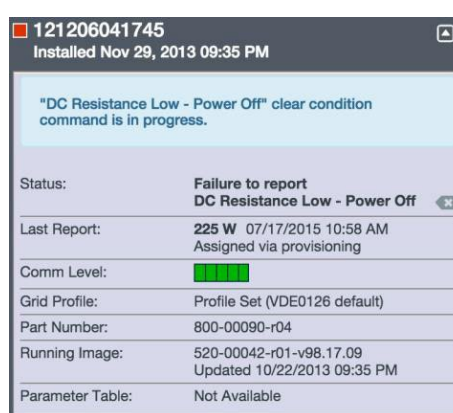 121206041745
Installed Nov 29, 2013 09:35 PM
"DC Resistance Low - Power Off" clear condition
command is in progress.
Status: Failure to report
DC Resistance Low - Power Off
Last Report: 225 W 07/17/2015 10:58 AM
Assigned via provisioning
Comm Level:
Grid Profile: Profile Set (VDE0126 default)
Part Number: 800-00090-r04
Running Image: 520-00042-r01-v98.17.09
Updated 10/22/2013 09:35 PM
Parameter Table: Not Available